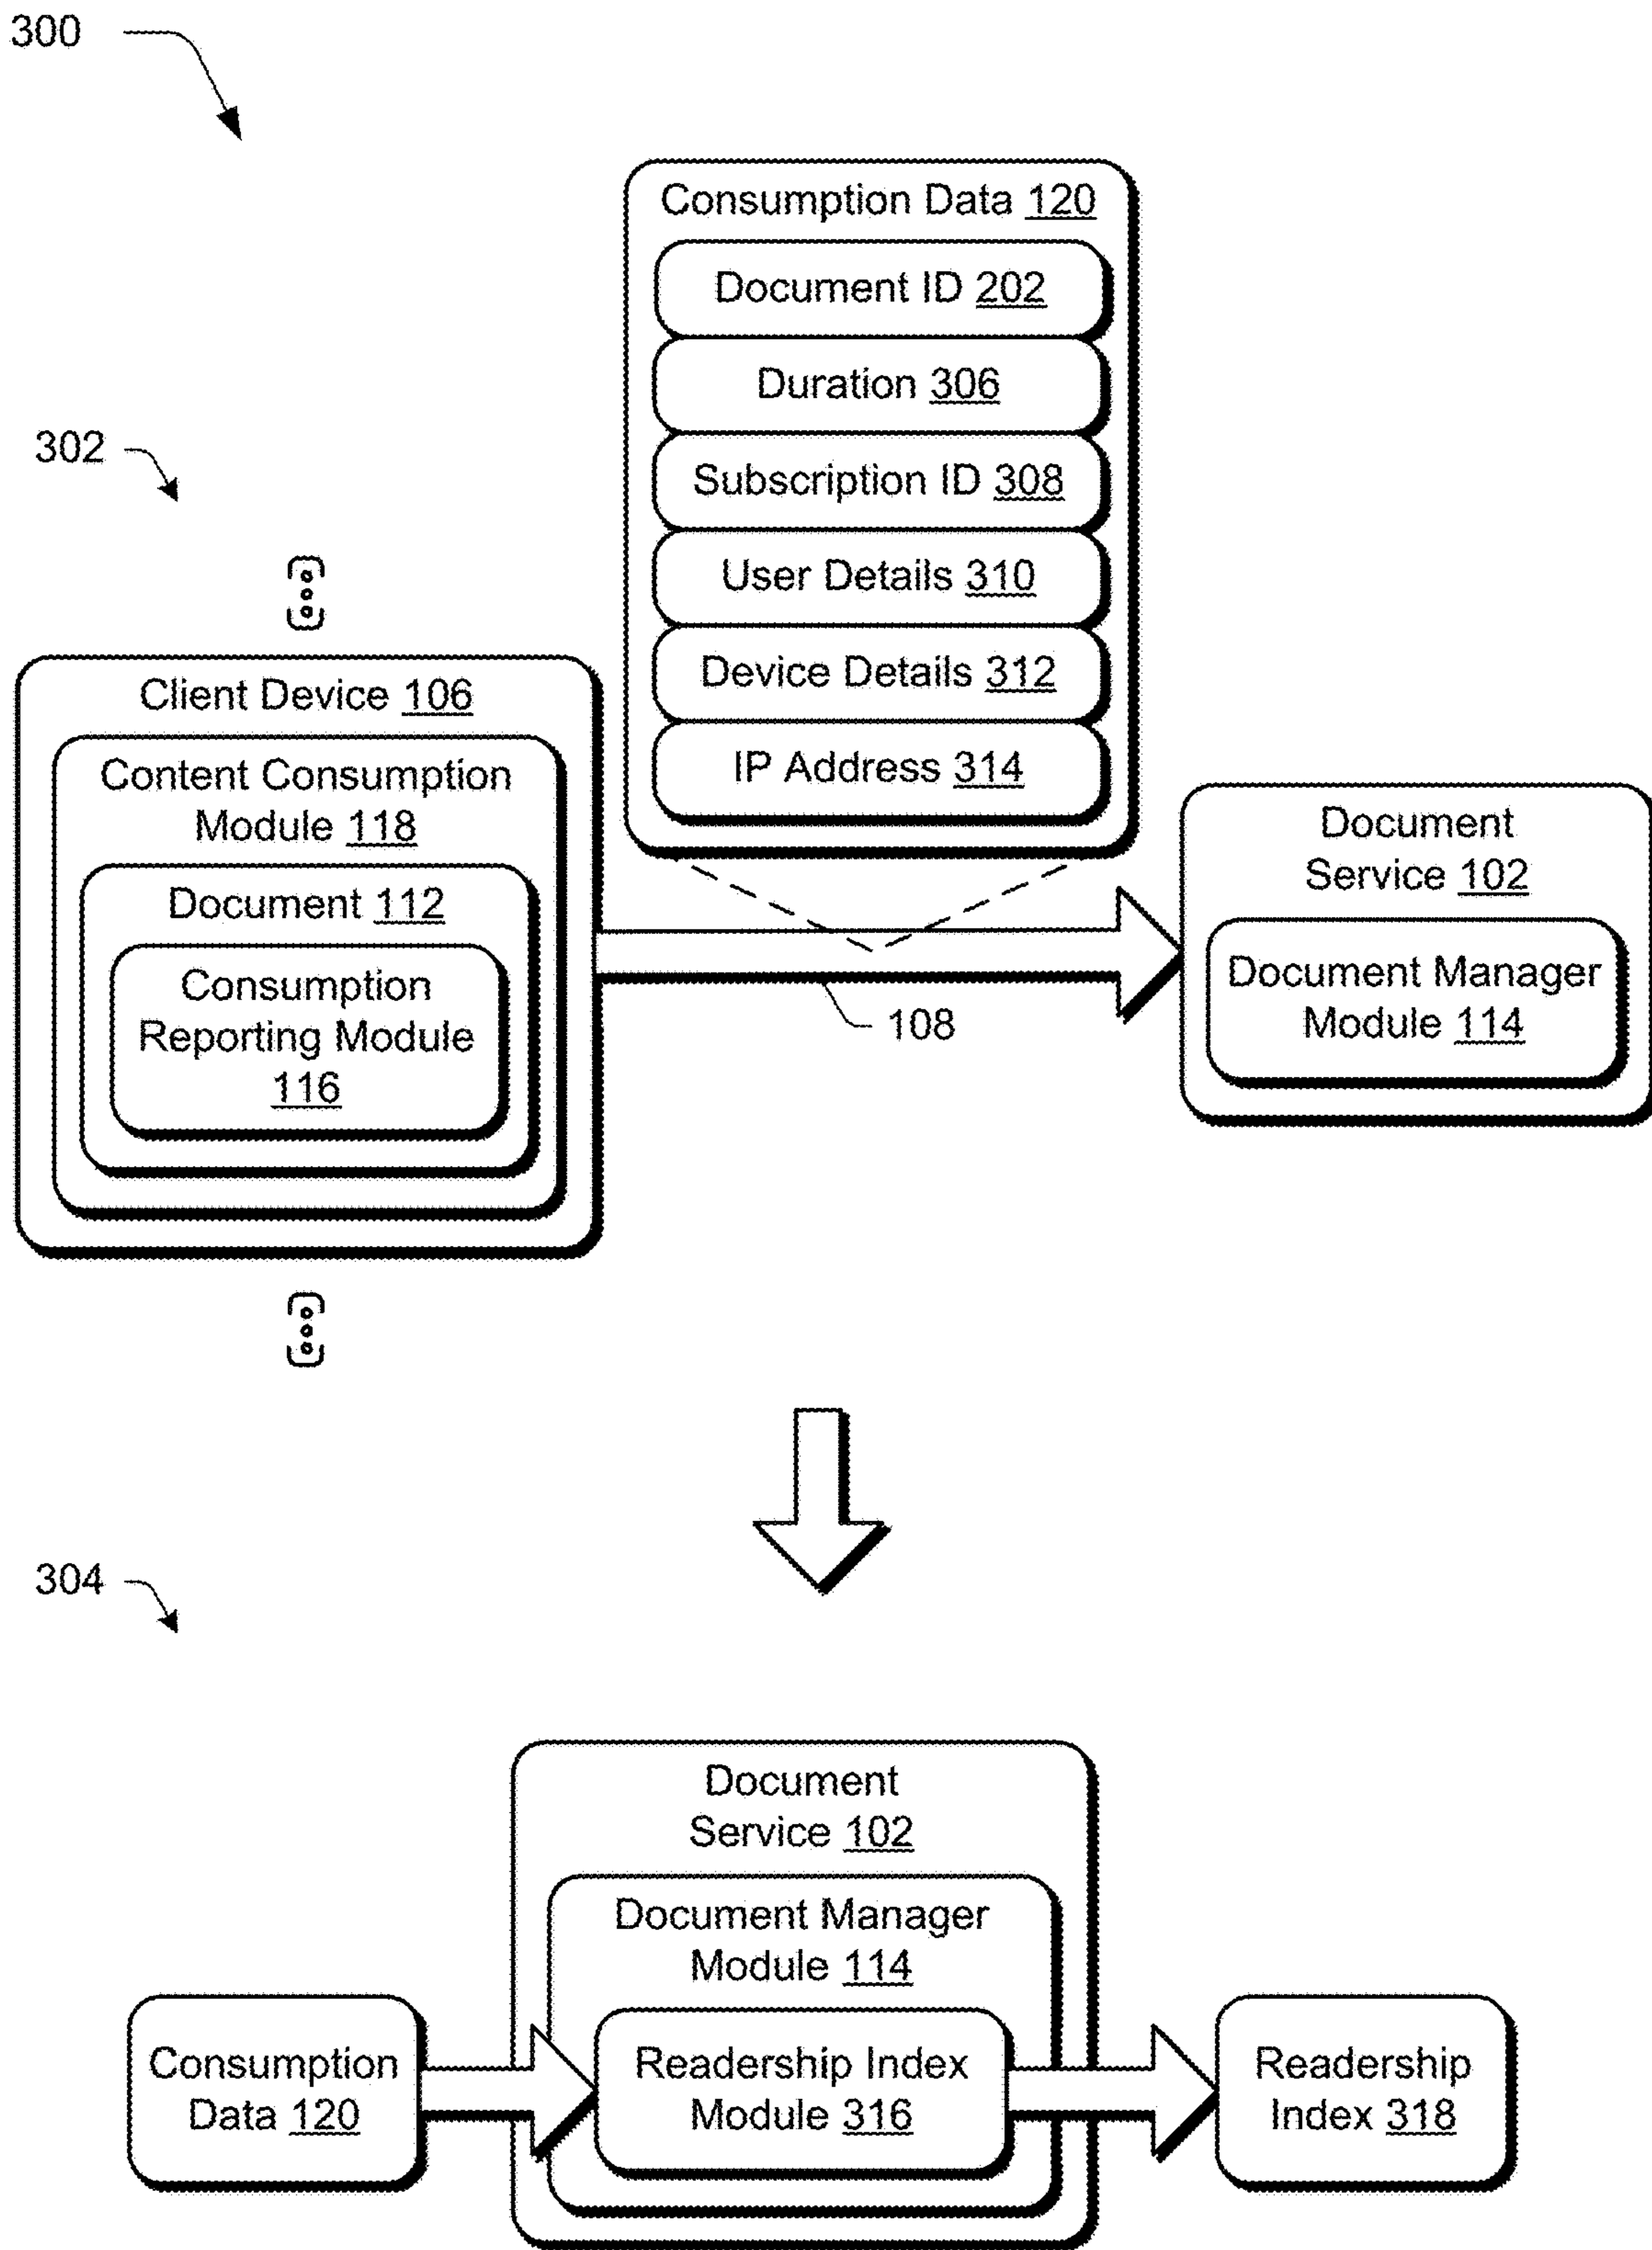 300
Consumption Data 120
Document ID 202
Duration 306
302
Subscription ID 308
User Details 310
Device Details 312
IP Address 314
Client Device 106
Content Consumption
Module 118
Document 112
Consumption
Reporting Module
116
108
Document
Service 102
Document Manager
Module 114
304
Document
Service 102
Document Manager
Module 114
Consumption
Data 120
Readership Index
Module 316
Readership
Index 318